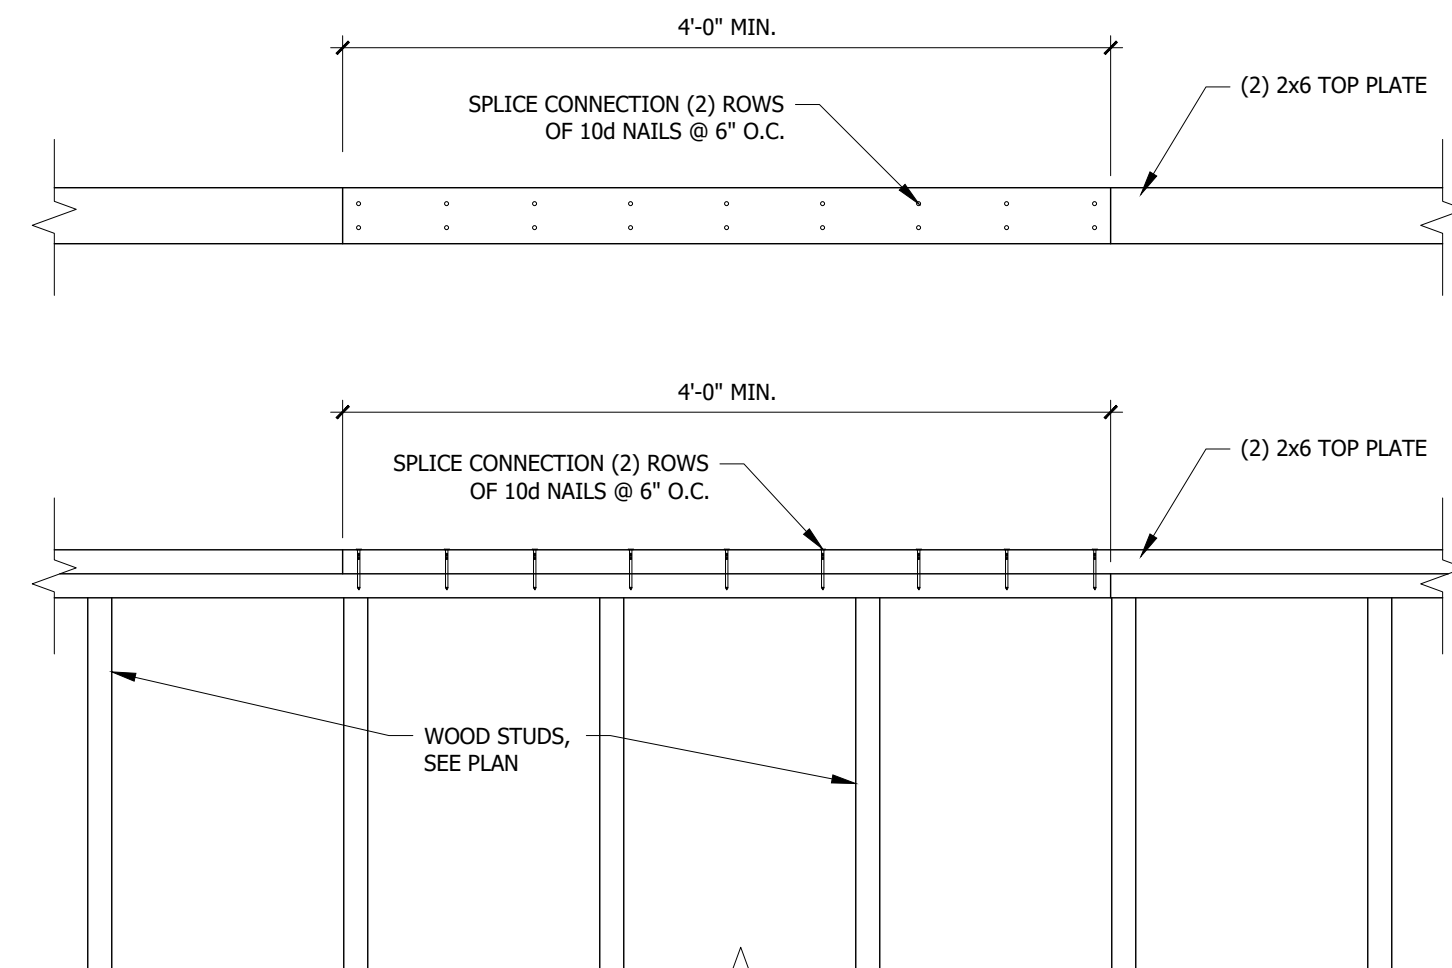 4'-0" MIN.
(2) 2x6 TOP PLATE
SPLICE CONNECTION (2) ROWS
OF 10d NAILS @ 6" O.C.
4'-0" MIN.
(2) 2x6 TOP PLATE
SPLICE CONNECTION (2) ROWS
OF 10d NAILS @ 6" O.C.
WOOD STUDS,
SEE PLAN